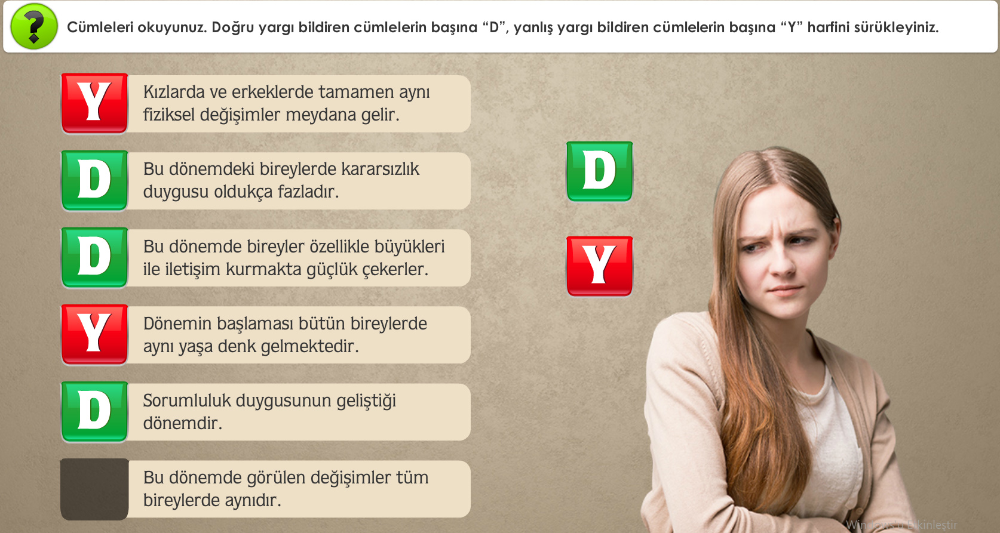 ?
Cümleleri okuyunuz. Doğru yargı bildiren cümlelerin başına “D”, yanlış yargı bildiren cümlelerin başına “Y” harfini sürükleyiniz.
Y
Kızlarda ve erkeklerde tamamen aynı
fiziksel değişimler meydana gelir.
D
Bu dönemdeki bireylerde kararsızlık
duygusu oldukça fazladır.
D
Bu dönemde bireyler özellikle büyükleri
ile iletişim kurmakta güçlük çekerler.
Y
Dönemin başlaması bütün bireylerde
aynı yaşa denk gelmektedir.
D
Sorumluluk duygusunun geliştiği
dönemdir.
Bu dönemde görülen değişimler tüm
bireylerde aynıdır.
D
Y
Windows'u Etkinleştir